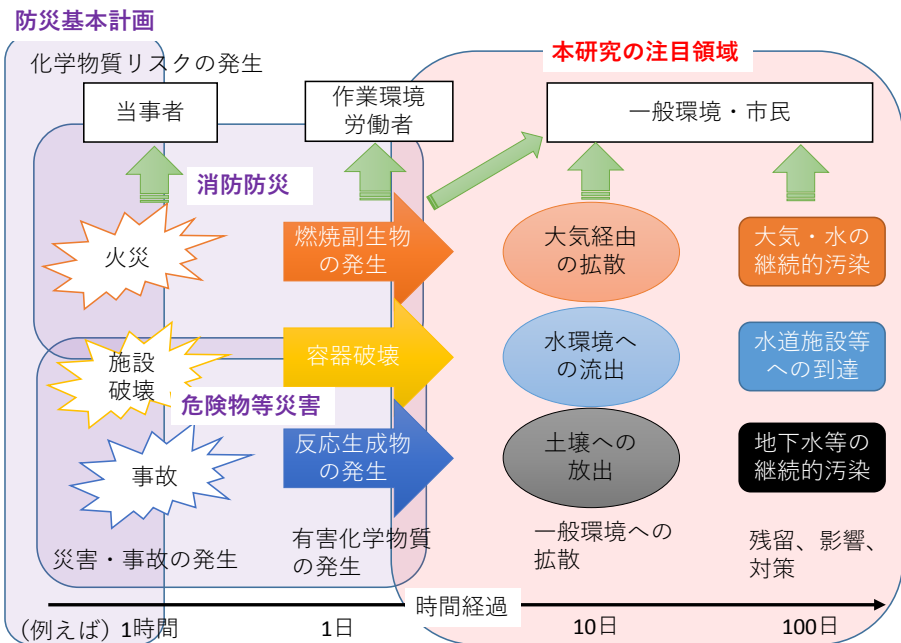 防災基本計画
化学物質リスクの発生
本研究の注目領域
当事者
作業環境
労働者
一般環境・市民
消防防災
火災
燃焼副生物
の発生
大気経由
の拡散
大気・水の
継続的汚染
施設
破壊
容器破壊
水環境へ
の流出
水道施設等
への到達
危険物等災害
事故
反応生成物
の発生
土壌への
放出
地下水等の
継続的汚染
災害・事故の発生
有害化学物質
の発生
一般環境への
拡散
残留、影響、
対策
時間経過
(例えば) 1時間
1日
10日
100日